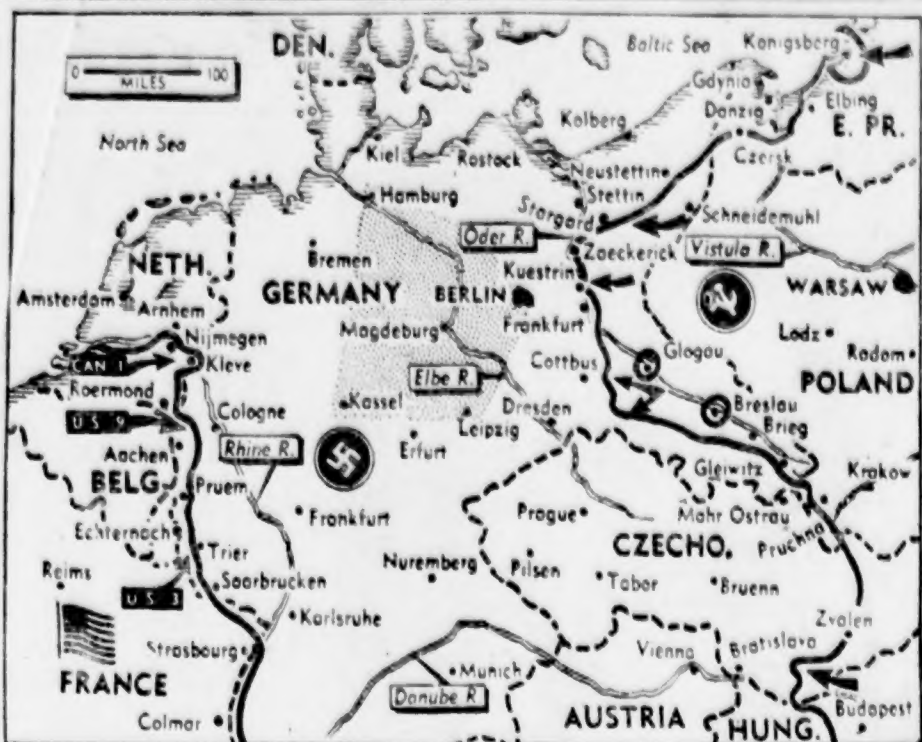 DEN.
Baltic Sea
Konigsberg
0 100
MILES
Gdynia
Danzig
Elbing
E. PR.
Kolberg
North Sea
Kiel
Rostock
Czersk
Neustettin
Stettin
Hamburg
Stargard
Schneidemuhl
Oder R.
Zaeckerick
Vistula R.
NETH.
Bremen
Kuestrin
GERMANY
BERLIN
WARSAW
Amsterdam
Arnhem
Frankfurt
Magdeburg
Lodz
Nijmegen
Glogau
Radom
CAN 1
Kleve
Cottbus
POLAND
Elbe R.
Roermond
Kassel
Breslau
U S 9
Cologne
Dresden
Leipzig
Brieg
Rhine R.
Erfurt
Aachen
BELG
Gleiwitz
Krakow
Pruem
Frankfurt
Prague
Mahr Ostrau
Echternach
CZECHO.
Pruchna
Trier
Nuremberg
Pilsen
Reims
Saarbrucken
Tabor
Bruenn
U S 3
Karlsruhe
Zvolen
Strasbourg
Vienna
Bratislava
FRANCE
Munich
Danube R
Budapest
Colmar
AUSTRIA
HUNG.